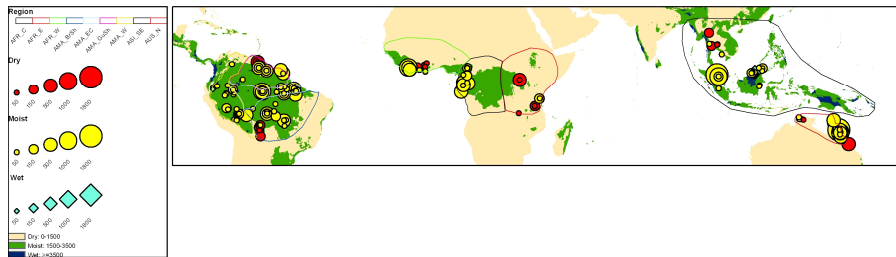 Region
AFR_C
AFR_E
AFR_W
AMA_BrSh
AMA_EC
AMA_GuSh
AMA_W
ASI_SE
AUS_N
Dry
50
150
500
1000
1800
Moist
50
150
500
1000
1800
Wet
50
150
500
1000
1800
Dry: 0-1500
Moist: 1500-3500
Wet: >=3500